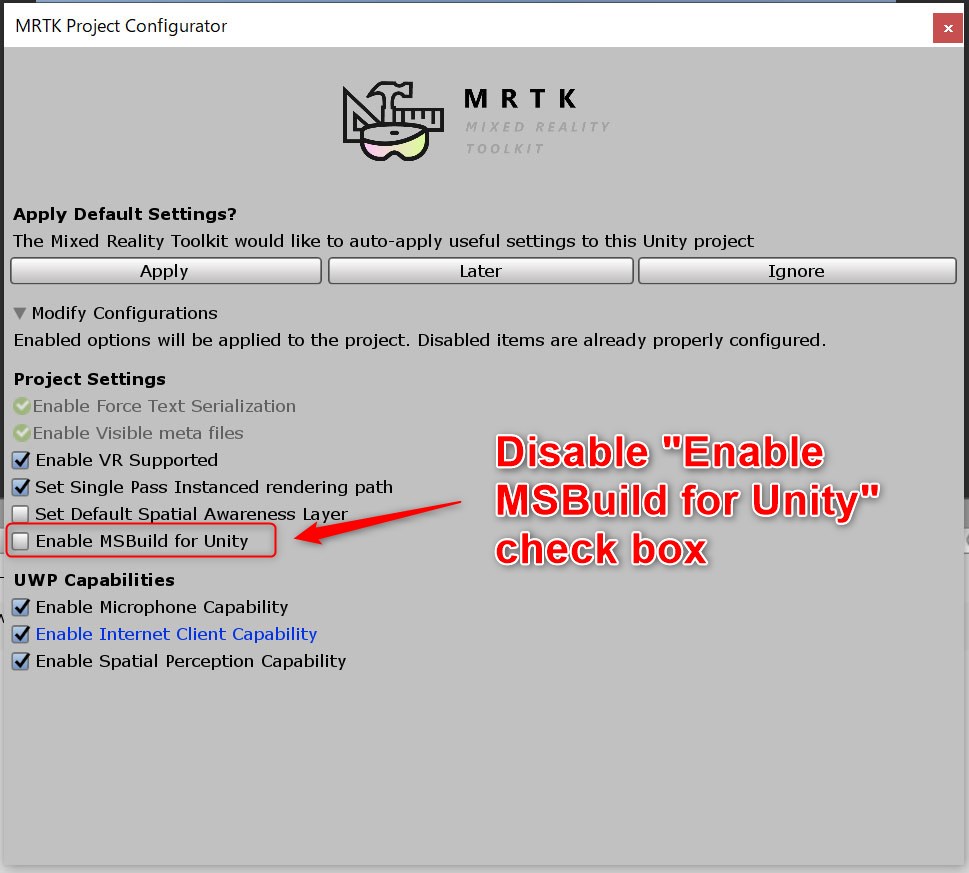 MRTK Project Configurator
×
MRTK
MIXED REALITY
TOOLKIT
Apply Default Settings?
The Mixed Reality Toolkit would like to auto-apply useful settings to this Unity project
Apply
Later
Ignore
Modify Configurations
Enabled options will be applied to the project. Disabled items are already properly configured.
Project Settings
Enable Force Text Serialization
Enable Visible meta files
Enable VR Supported
Set Single Pass Instanced rendering path
Set Default Spatial Awareness Layer
Enable MSBuild for Unity
Disable "Enable
MSBuild for Unity"
check box
UWP Capabilities
Enable Microphone Capability
Enable Internet Client Capability
Enable Spatial Perception Capability